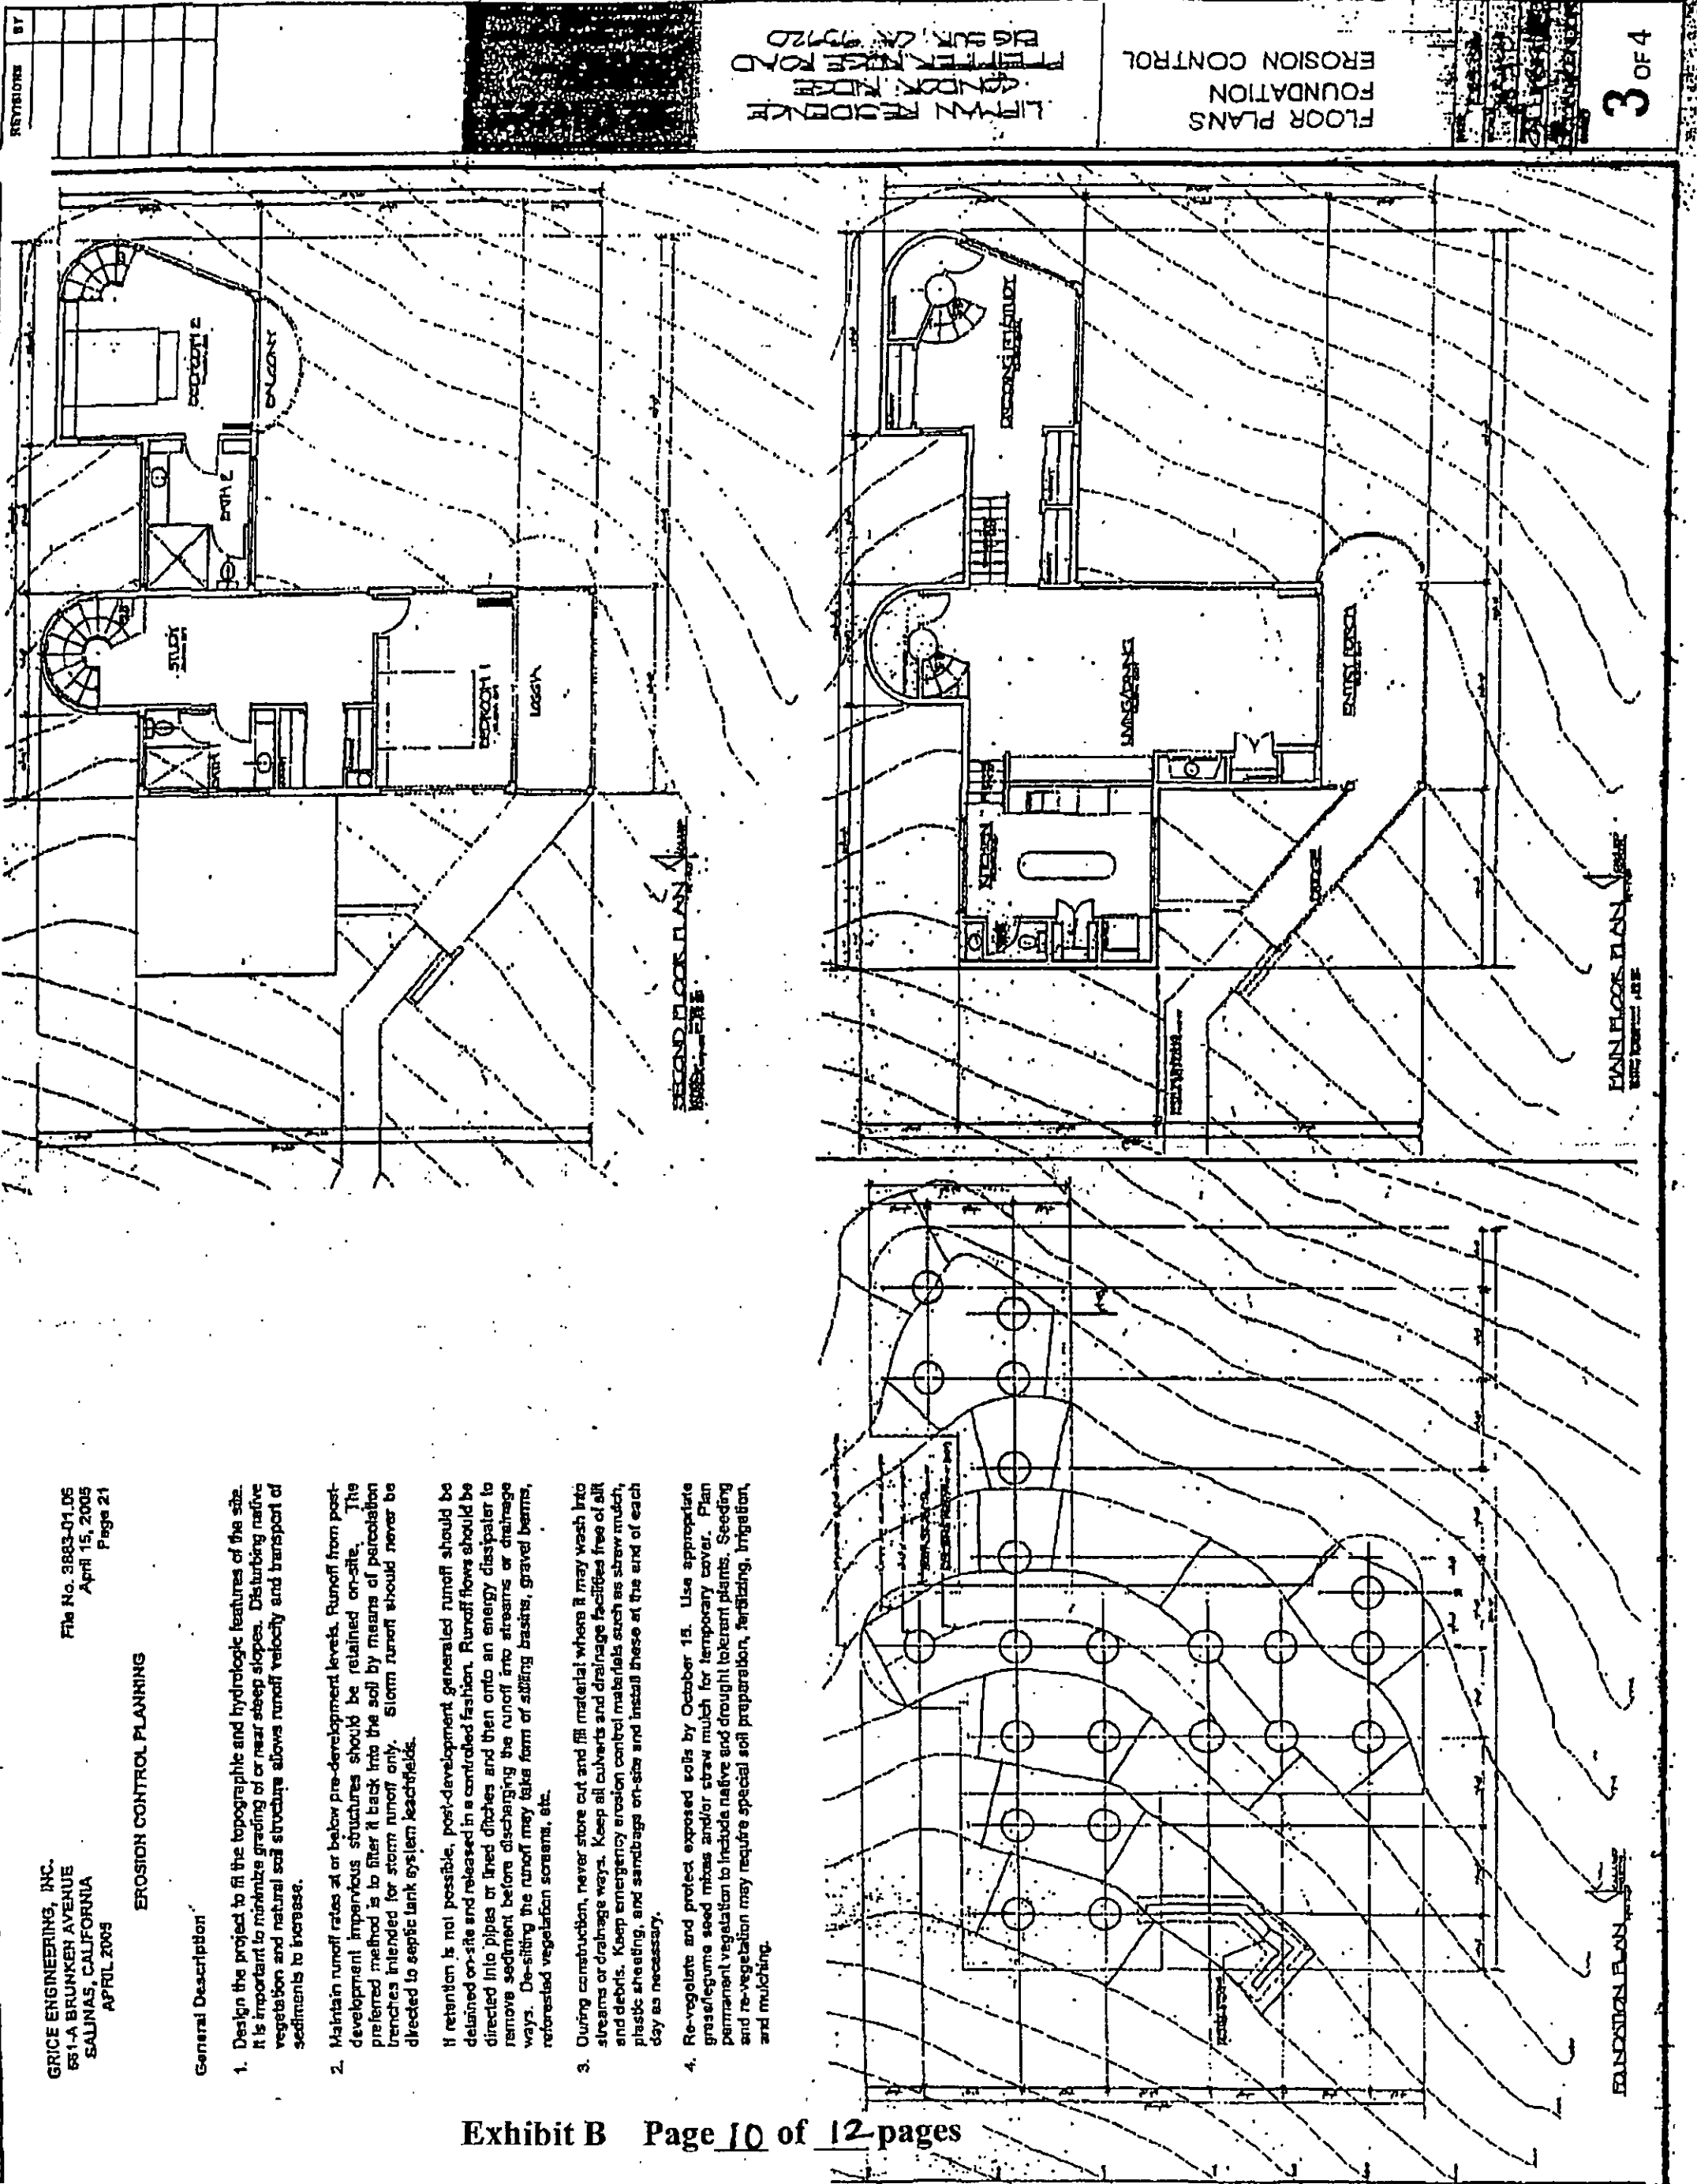 REVISIONS BY
LIPMAN RESIDENCE
CONDOR RIDGE
PFEIFFER RIDGE ROAD
BIG SUR, CA 93920
FLOOR PLANS
FOUNDATION
EROSION CONTROL
3 OF 4
GRICE ENGINEERING, INC.
561-A BRUNKEN AVENUE
SALINAS, CALIFORNIA
APRIL 2005
File No. 3883-01.05
April 15, 2005
Page 21
EROSION CONTROL PLANNING
General Description
1. Design the project to fit the topographic and hydrologic features of the site.
It is important to minimize grading of or near steep slopes. Disturbing native
vegetation and natural soil structure allows runoff velocity and transport of
sediments to increase.
2. Maintain runoff rates at or below pre-development levels. Runoff from post-
development impervious structures should be retained on-site. The
preferred method is to filter it back into the soil by means of percolation
trenches intended for storm runoff only. Storm runoff should never be
directed to septic tank system leachfields.
If retention is not possible, post-development generated runoff should be
detained on-site and released in a controlled fashion. Runoff flows should be
directed into pipes or lined ditches and then onto an energy dissipater to
remove sediment before discharging the runoff into streams or drainage
ways. De-silting the runoff may take form of silting basins, gravel berms,
reforested vegetation screens, etc.
3. During construction, never store cut and fill material where it may wash into
streams or drainage ways. Keep all culverts and drainage facilities free of silt
and debris. Keep emergency erosion control materials such as straw mulch,
plastic sheeting, and sandbags on-site and install these at the end of each
day as necessary.
4. Re-vegetate and protect exposed soils by October 15. Use appropriate
grass/legume seed mixes and/or straw mulch for temporary cover. Plan
permanent vegetation to include native and drought tolerant plants. Seeding
and re-vegetation may require special soil preparation, fertilizing, irrigation,
and mulching.
STUDY
BATH
BEDROOM 1
LOGGIA
BATH 2
BEDROOM 2
BALCONY
UP
SECOND FLOOR PLAN
KITCHEN
LIVING/DINING
ENTRY PORCH
BRIDGE
MAIN FLOOR PLAN
FOUNDATION PLAN
Exhibit B Page 10 of 12 pages